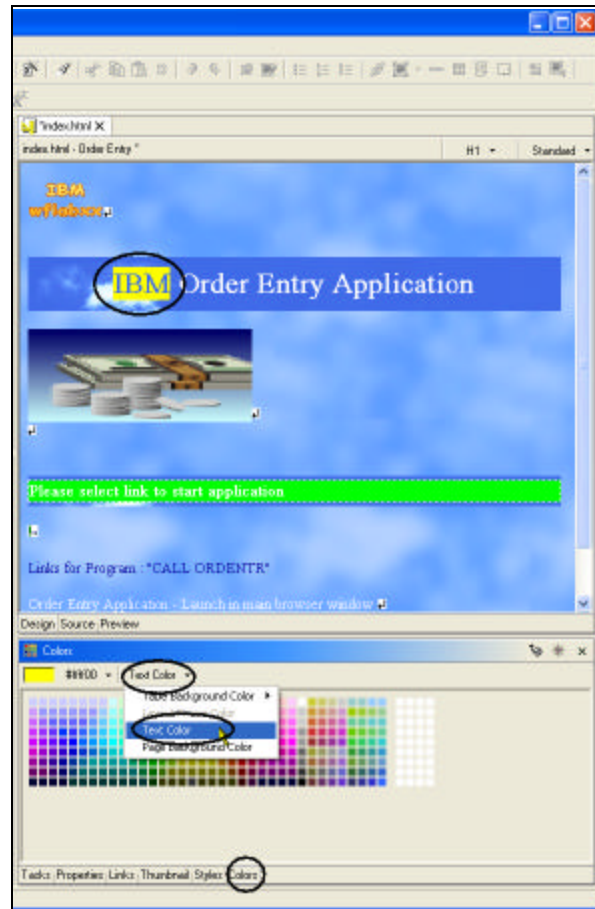 *index.html X
index.html - Order Entry *
H1
Standard
IBM
wflabxx
IBM Order Entry Application
Please select link to start application
Links for Program : "CALL ORDENTR"
Order Entry Application - Launch in main browser window
Design Source Preview
Colors
Text Color
Table Background Color
Text Color
Page Background Color
Tasks Properties Links Thumbnail Styles Colors